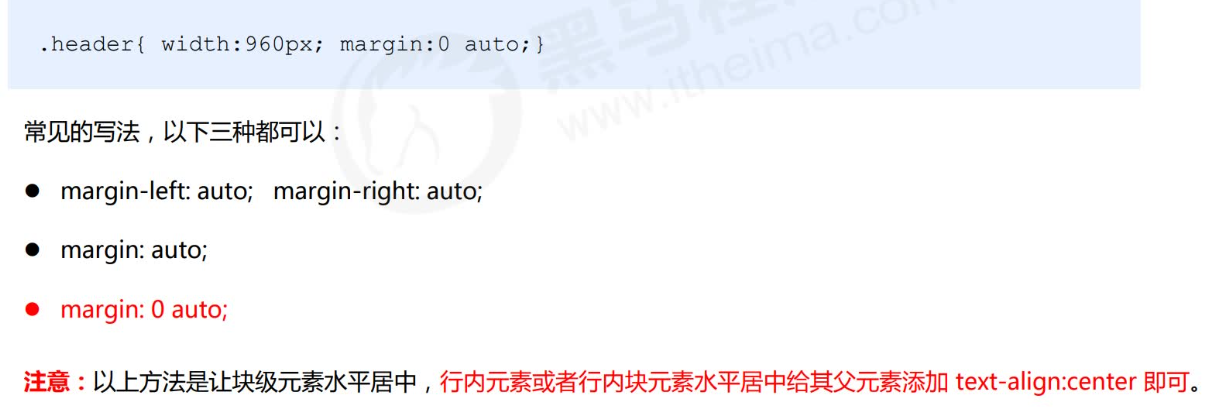 .header{ width:960px; margin:0 auto;}
黑马程
www.itheima.com
常见的写法，以下三种都可以：
● margin-left: auto; margin-right: auto;
● margin: auto;
● margin: 0 auto;
注意：以上方法是让块级元素水平居中，行内元素或者行内块元素水平居中给其父元素添加 text-align:center 即可。